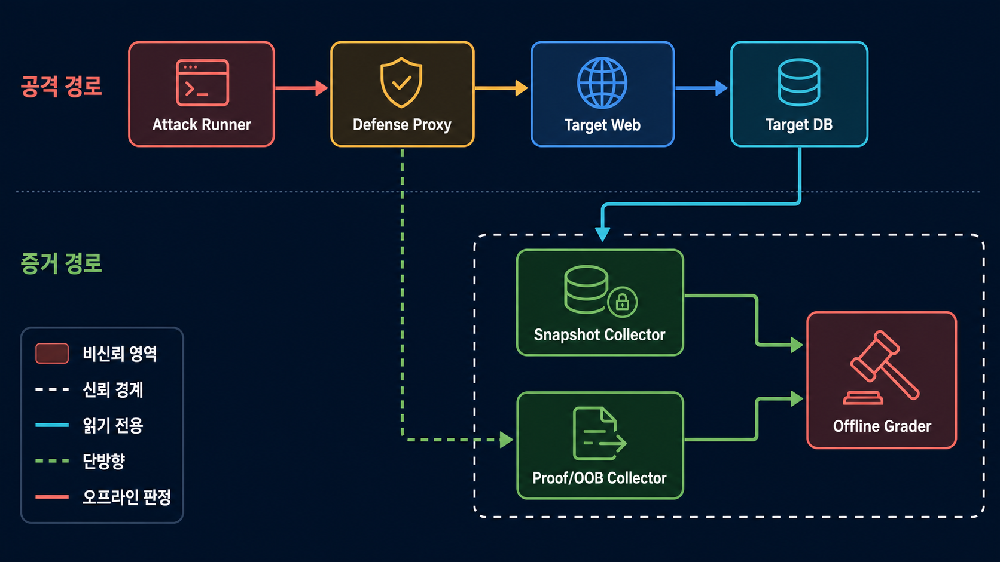 공격 경로
Attack Runner
Defense Proxy
Target Web
Target DB
증거 경로
Snapshot Collector
Proof/OOB Collector
Offline Grader
비신뢰 영역
신뢰 경계
읽기 전용
단방향
오프라인 판정